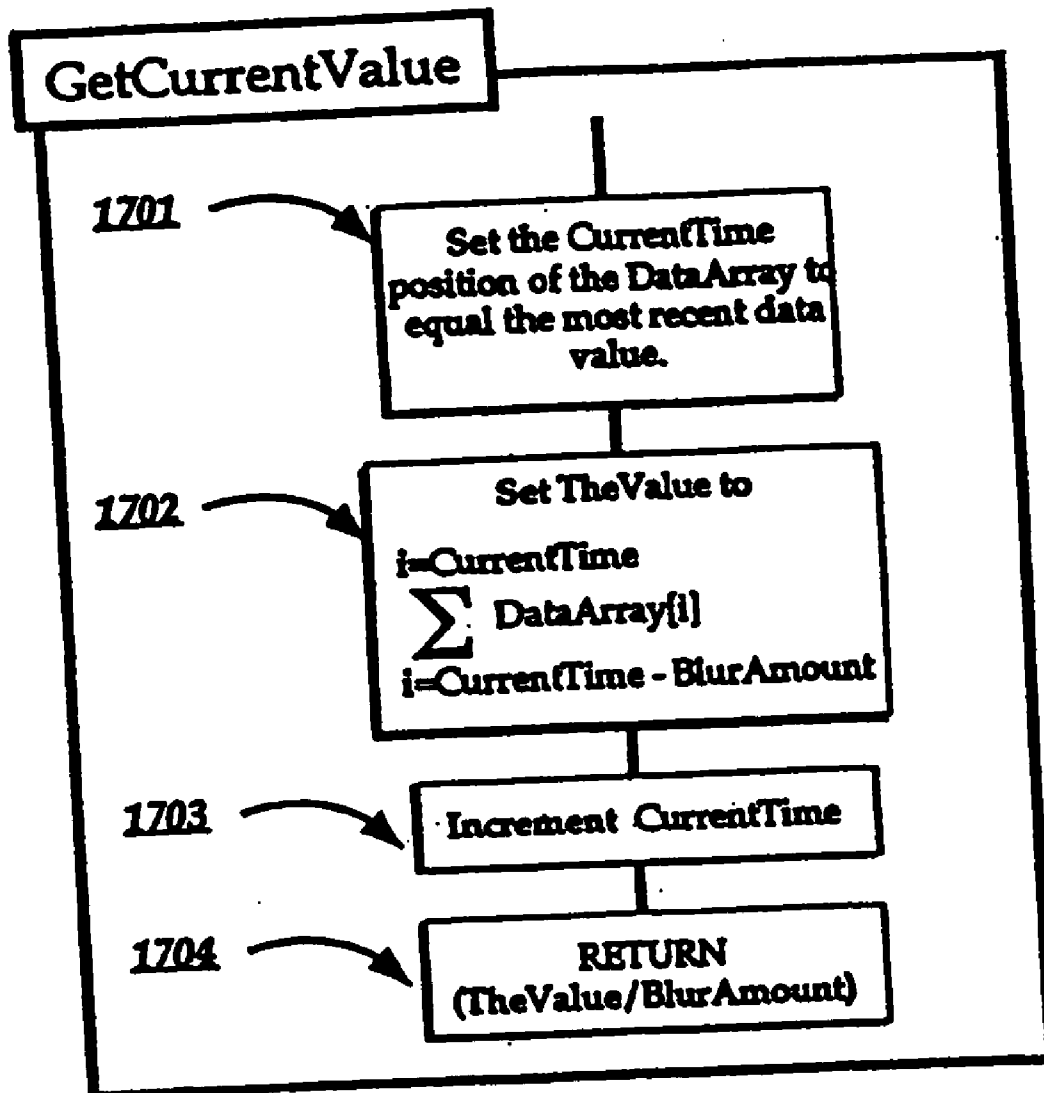 GetCurrentValue
1701
Set the CurrentTime
position of the DataArray to
equal the most recent data
value.
1702
Set TheValue to
i=CurrentTime
∑ DataArray[i]
i=CurrentTime - BlurAmount
1703
Increment CurrentTime
1704
RETURN
(TheValue/BlurAmount)